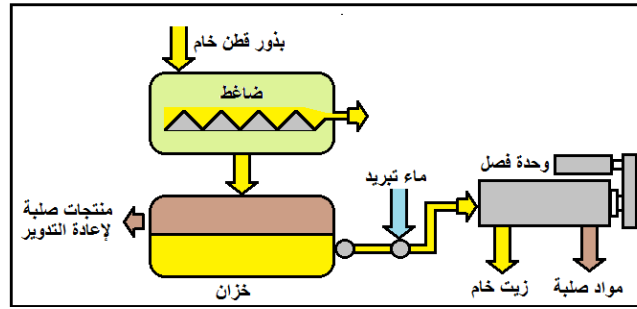 بذور قطن خام
ضاغط
وحدة فصل
ماء تبريد
منتجات صلبة
لإعادة التدوير
خزان
زيت خام
مواد صلبة